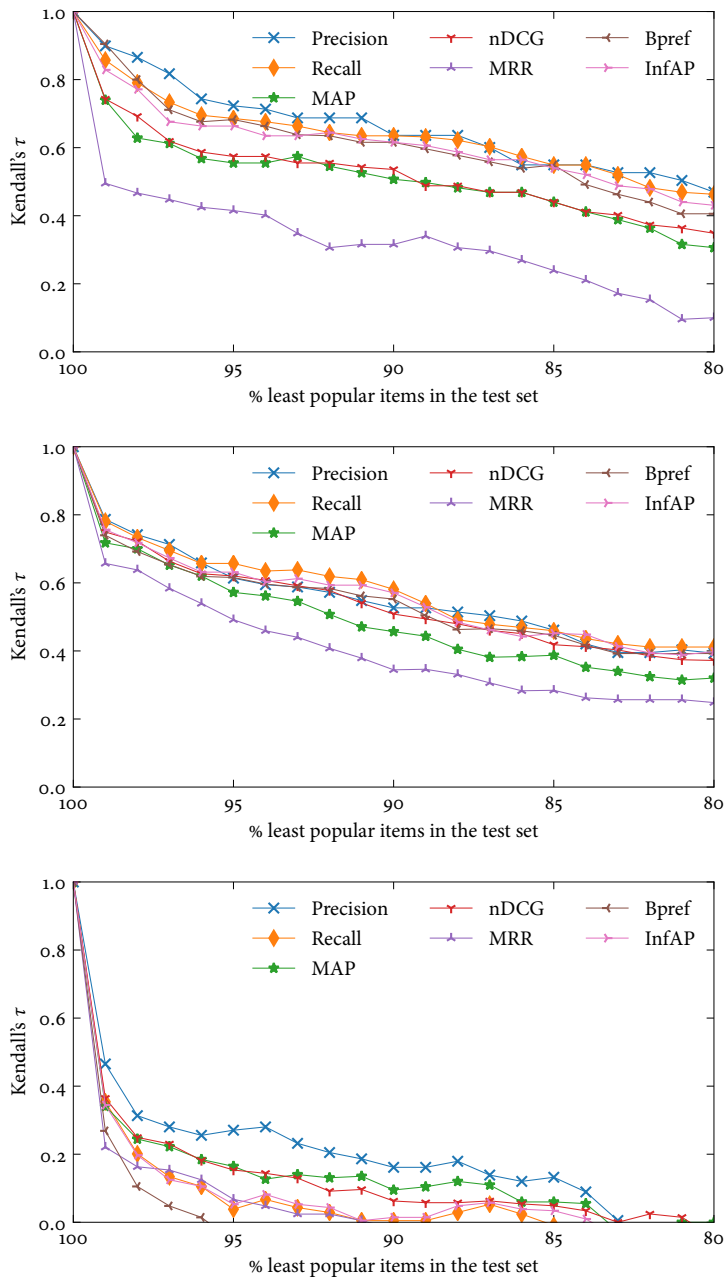 1.0
0.8
0.6
0.4
0.2
0.0
Kendall's τ
Precision nDCG Bpref
Recall MRR InfAP
MAP
100 95 90 85 80
% least popular items in the test set
1.0
0.8
0.6
0.4
0.2
0.0
Kendall's τ
Precision nDCG Bpref
Recall MRR InfAP
MAP
100 95 90 85 80
% least popular items in the test set
1.0
0.8
0.6
0.4
0.2
0.0
Kendall's τ
Precision nDCG Bpref
Recall MRR InfAP
MAP
100 95 90 85 80
% least popular items in the test set